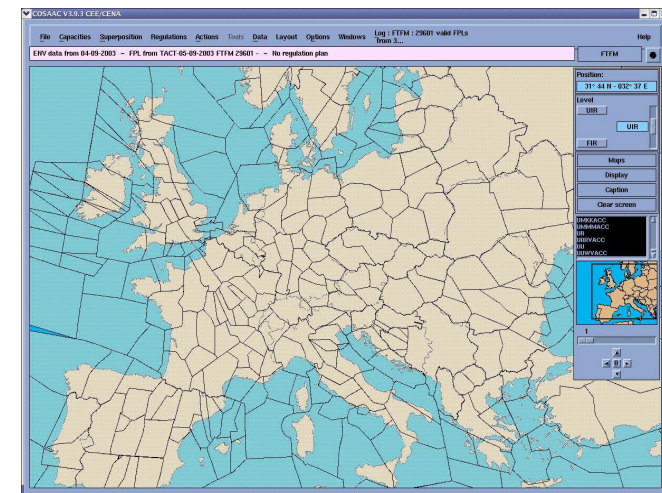 COSAAC V3.9.3 CEE/CENA
File Capacities Superposition Regulations Actions Tools Data Layout Options Windows Log : FTFM : 29601 valid FPLs Help
from 3...
ENV data from 04-09-2003 - FPL from TACT-05-09-2003 FTFM 29601 - - No regulation plan FTFM
Position:
31° 44 N - 032° 37 E
Level
UIR
UIR
FIR
Maps
Display
Caption
Clear screen
UMKKACC
UMMMACC
UR
URRVACC
UU
UUWVACC
1
0